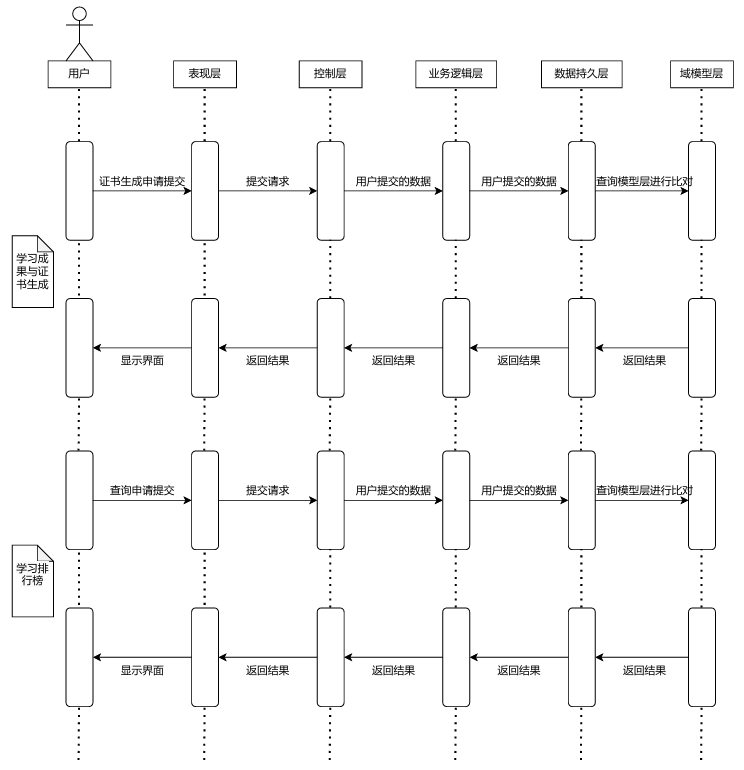 用户
表现层
控制层
业务逻辑层
数据持久层
域模型层
证书生成申请提交
提交请求
用户提交的数据
用户提交的数据
查询模型层进行比对
学习成
果与证
书生成
显示界面
返回结果
返回结果
返回结果
返回结果
查询申请提交
提交请求
用户提交的数据
用户提交的数据
查询模型层进行比对
学习排
行榜
显示界面
返回结果
返回结果
返回结果
返回结果